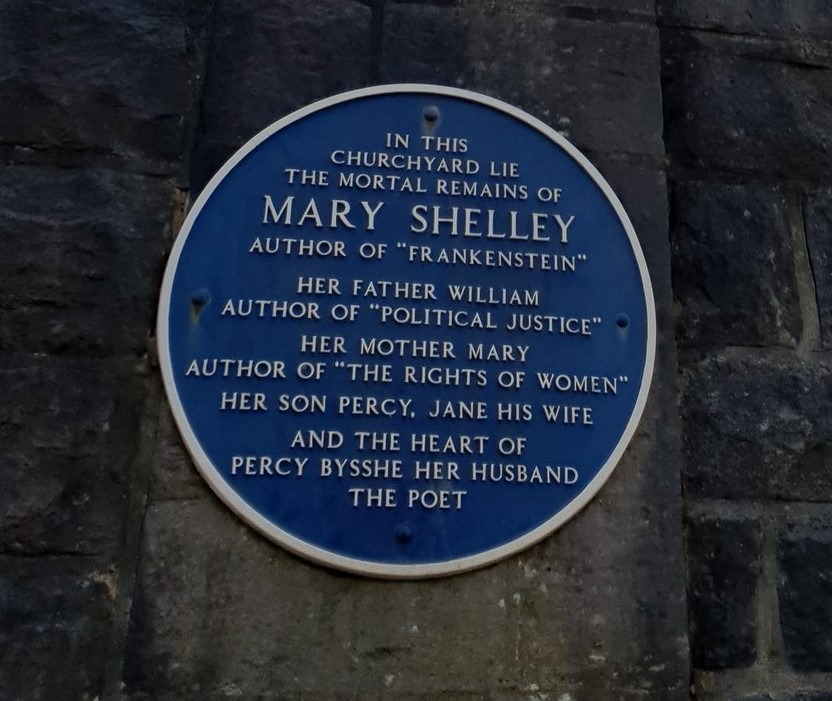 IN THIS
CHURCHYARD LIE
THE MORTAL REMAINS OF
MARY SHELLEY
AUTHOR OF "FRANKENSTEIN"
HER FATHER WILLIAM
AUTHOR OF "POLITICAL JUSTICE"
HER MOTHER MARY
AUTHOR OF "THE RIGHTS OF WOMEN"
HER SON PERCY, JANE HIS WIFE
AND THE HEART OF
PERCY BYSSHE HER HUSBAND
THE POET